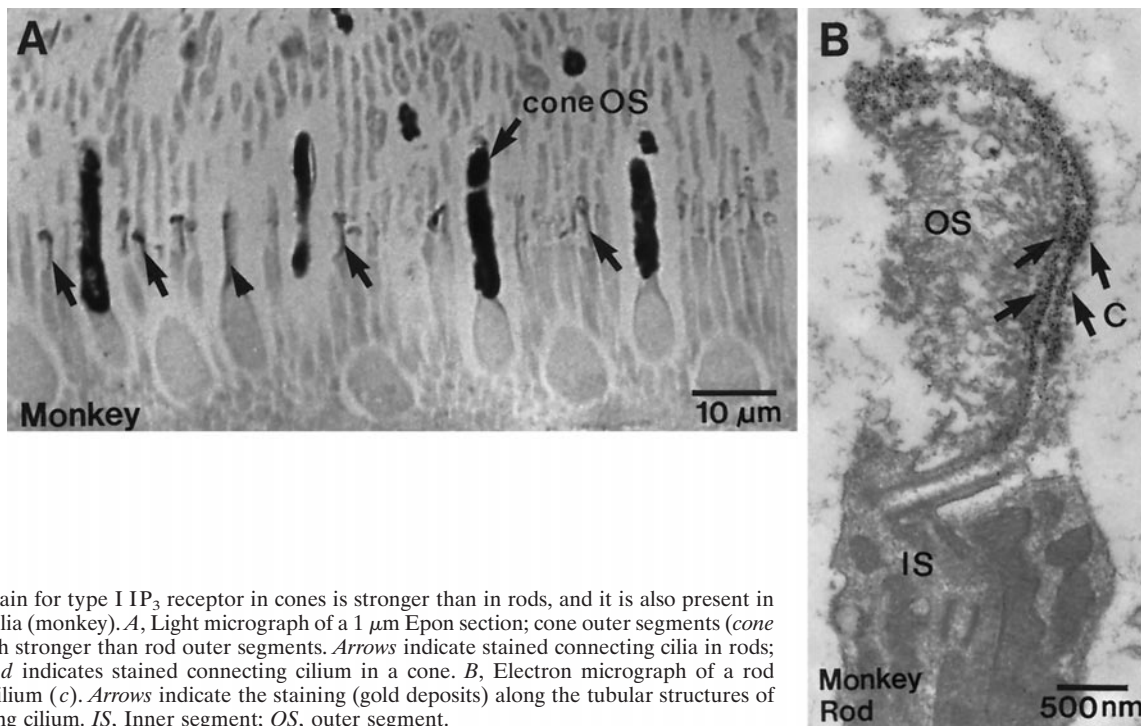 A
cone OS
Monkey
10 μm
B
OS
C
IS
Monkey
Rod
500nm
ain for type I IP₃ receptor in cones is stronger than in rods, and it is also present in
lia (monkey). A, Light micrograph of a 1 μm Epon section; cone outer segments (cone
h stronger than rod outer segments. Arrows indicate stained connecting cilia in rods;
d indicates stained connecting cilium in a cone. B, Electron micrograph of a rod
ilium (c). Arrows indicate the staining (gold deposits) along the tubular structures of
ng cilium. IS, Inner segment; OS, outer segment.